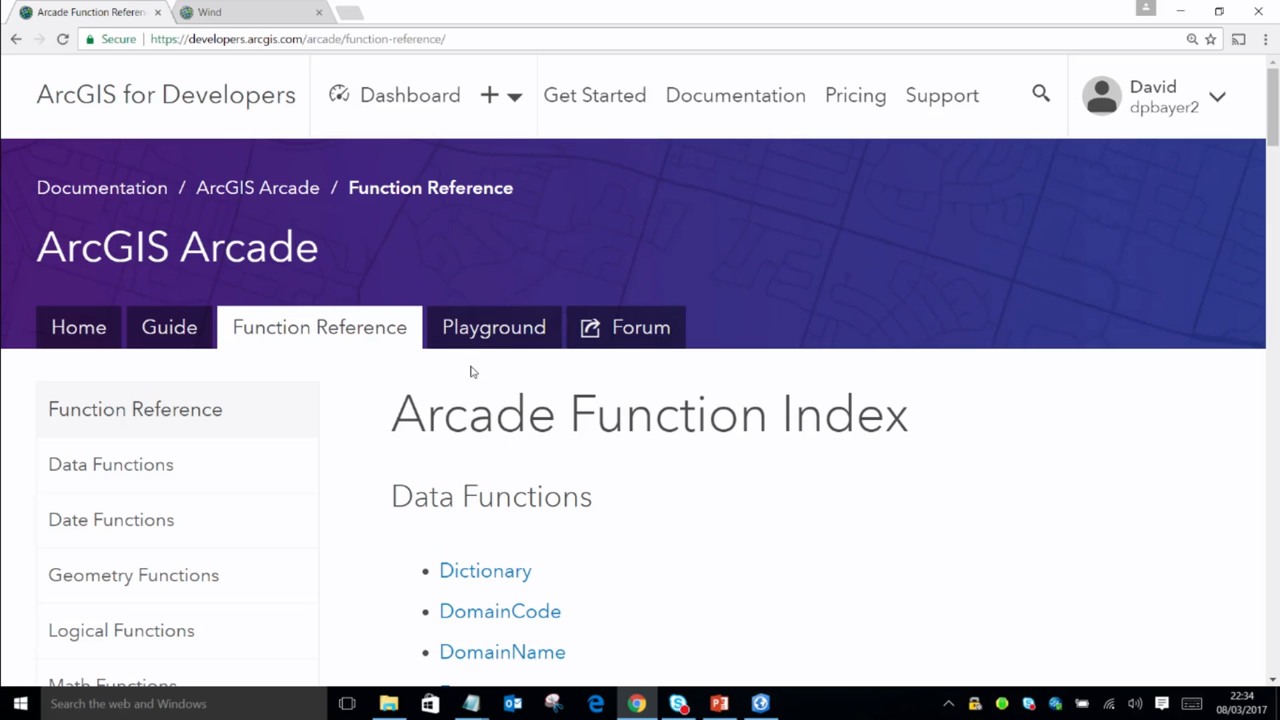 Arcade Function Referen
Wind
Secure
https://developers.arcgis.com/arcade/function-reference/
ArcGIS for Developers
Dashboard
Get Started
Documentation
Pricing
Support
David
dpbayer2
Documentation / ArcGIS Arcade / Function Reference
ArcGIS Arcade
Home
Guide
Function Reference
Playground
Forum
Function Reference
Data Functions
Date Functions
Geometry Functions
Logical Functions
Math Functions
Arcade Function Index
Data Functions
• Dictionary
• DomainCode
• DomainName
Search the web and Windows
22:34
08/03/2017